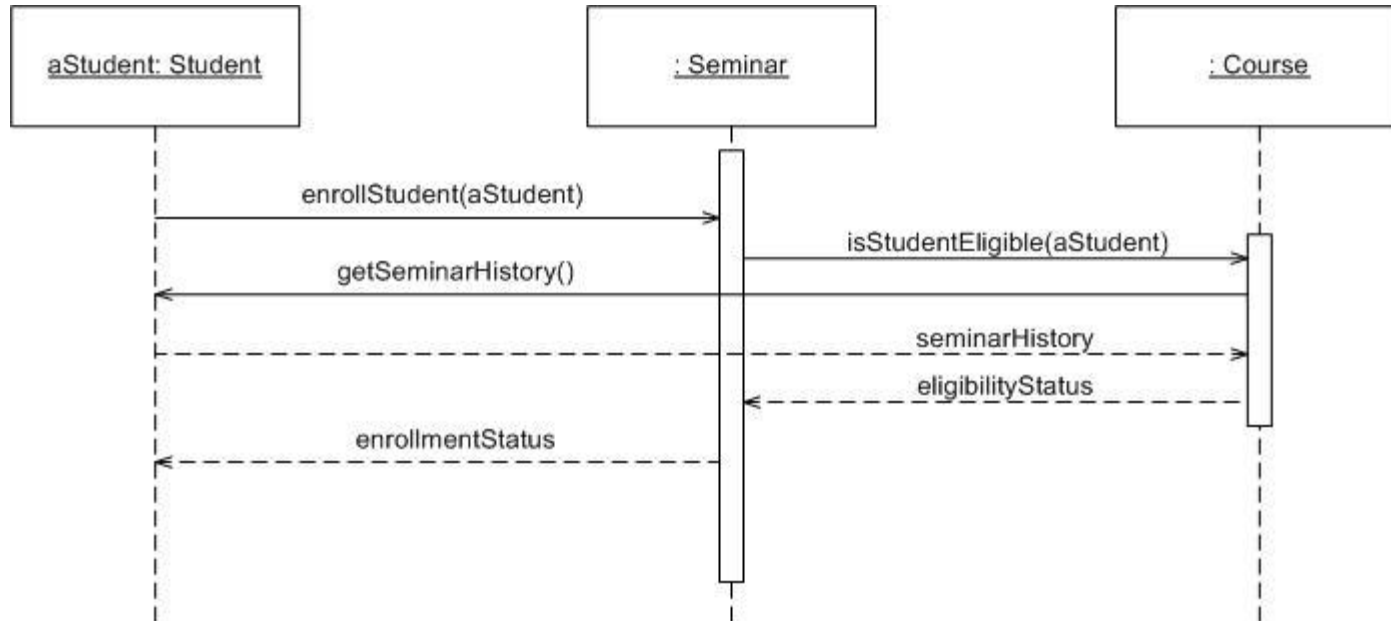 aStudent: Student
: Seminar
: Course
enrollStudent(aStudent)
isStudentEligible(aStudent)
getSeminarHistory()
seminarHistory
eligibilityStatus
enrollmentStatus